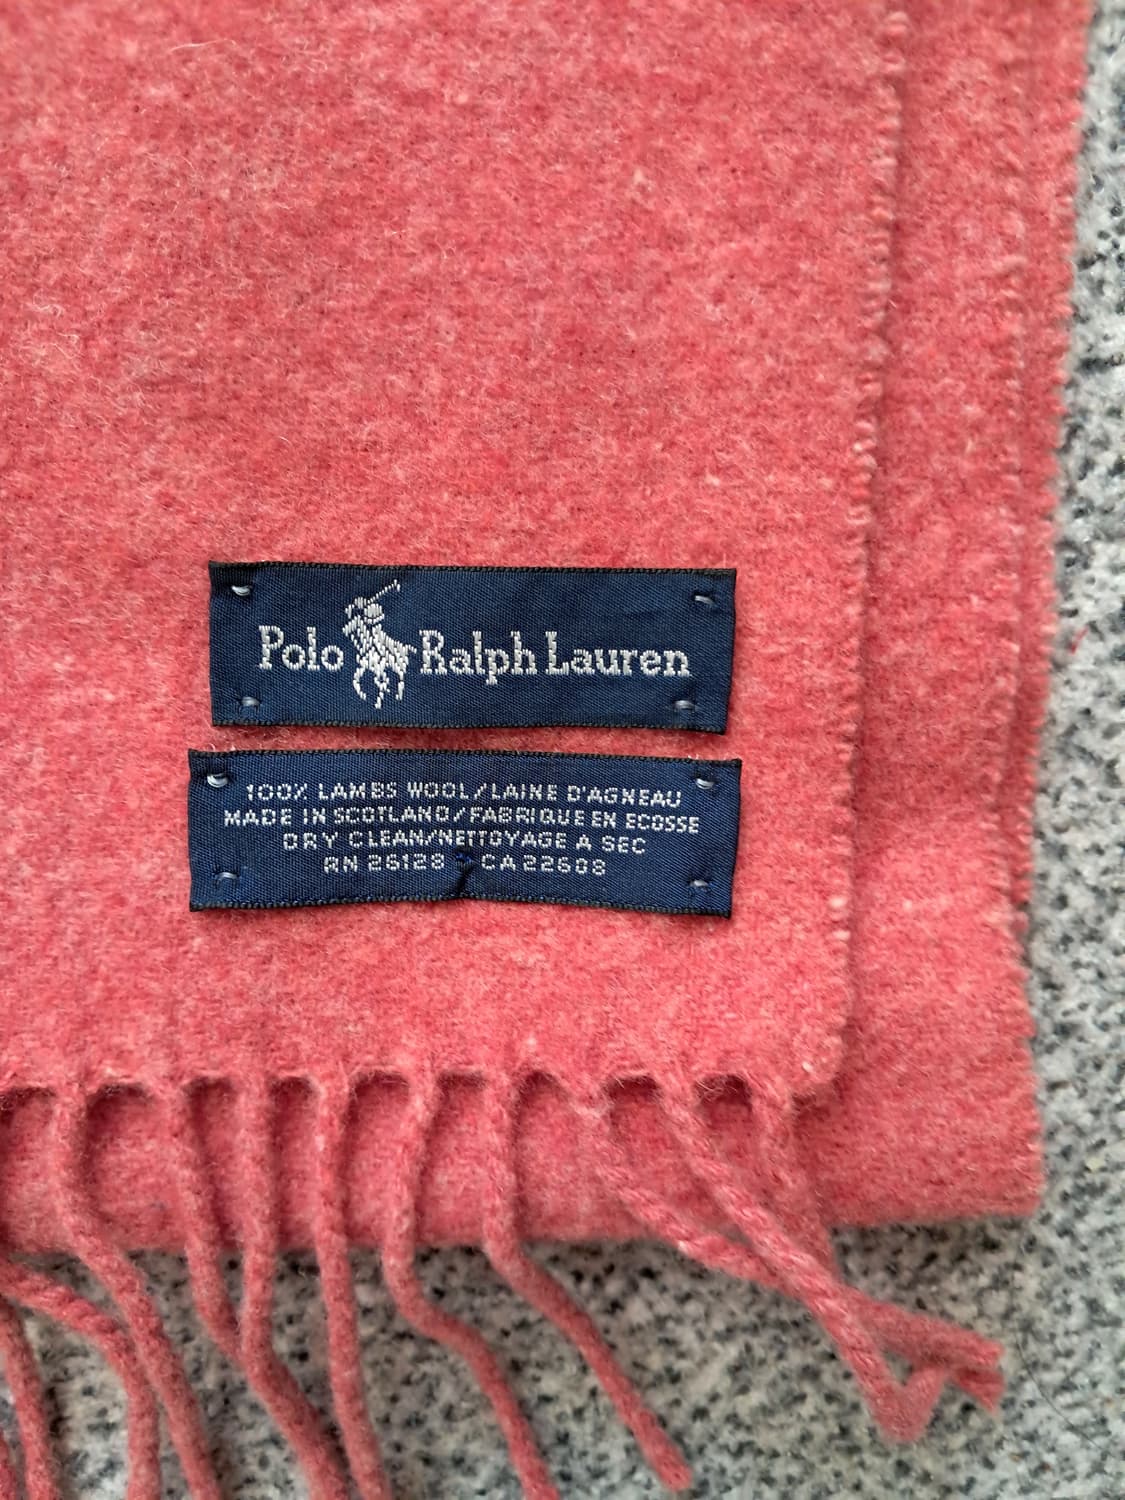 Polo Ralph Lauren
100% LAMBS WOOL/LAINE D'AGNEAU
MADE IN SCOTLAND/FABRIQUE EN ECOSSE
DRY CLEAN/NETTOYAGE A SEC
RN 26128 CA 22608